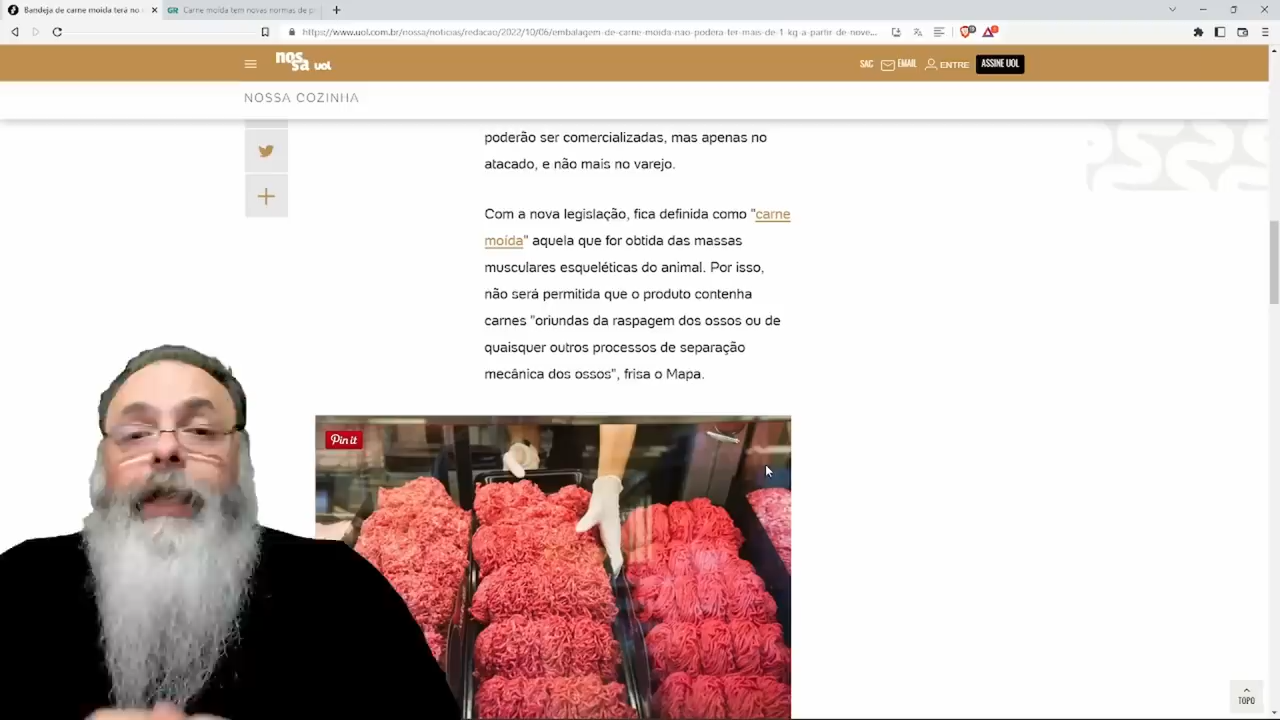 Bandeja de carne moída terá no
Carne moída tem novas normas de p
https://www.uol.com.br/nossa/noticias/redacao/2022/10/06/embalagem-de-carne-moida-nao-podera-ter-mais-de-1-kg-a-partir-de-nove...
nossa uol
SAC EMAIL ENTRE ASSINE UOL
NOSSA COZINHA
poderão ser comercializadas, mas apenas no
atacado, e não mais no varejo.
Com a nova legislação, fica definida como "carne
moída" aquela que for obtida das massas
musculares esqueléticas do animal. Por isso,
não será permitida que o produto contenha
carnes "oriundas da raspagem dos ossos ou de
quaisquer outros processos de separação
mecânica dos ossos", frisa o Mapa.
Pin it
TOPO